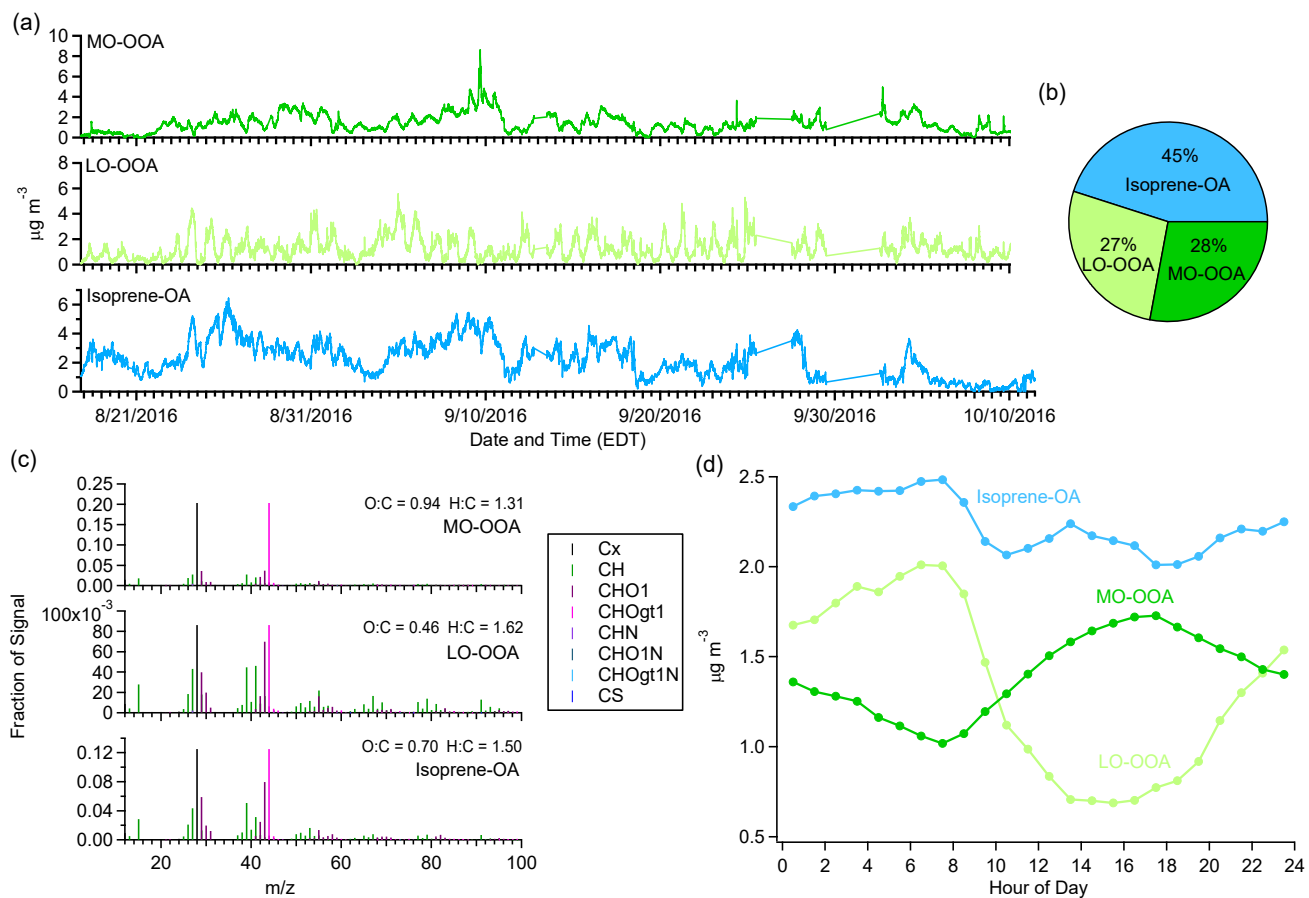 (a)
10
8
6
4
2
0
MO-OOA
8
6
4
2
0
LO-OOA
µg m⁻³
6
4
2
0
Isoprene-OA
8/21/2016
8/31/2016
9/10/2016
9/20/2016
9/30/2016
10/10/2016
Date and Time (EDT)
(b)
45%
Isoprene-OA
27%
LO-OOA
28%
MO-OOA
(c)
0.25
0.20
0.15
0.10
0.05
0.00
O:C = 0.94 H:C = 1.31
MO-OOA
100x10⁻³
80
60
40
20
0
O:C = 0.46 H:C = 1.62
LO-OOA
Fraction of Signal
0.12
0.08
0.04
0.00
O:C = 0.70 H:C = 1.50
Isoprene-OA
20
40
60
80
100
m/z
Cx
CH
CHO1
CHOgt1
CHN
CHO1N
CHOgt1N
CS
(d)
2.5
2.0
1.5
1.0
0.5
µg m⁻³
Isoprene-OA
MO-OOA
LO-OOA
0
2
4
6
8
10
12
14
16
18
20
22
24
Hour of Day